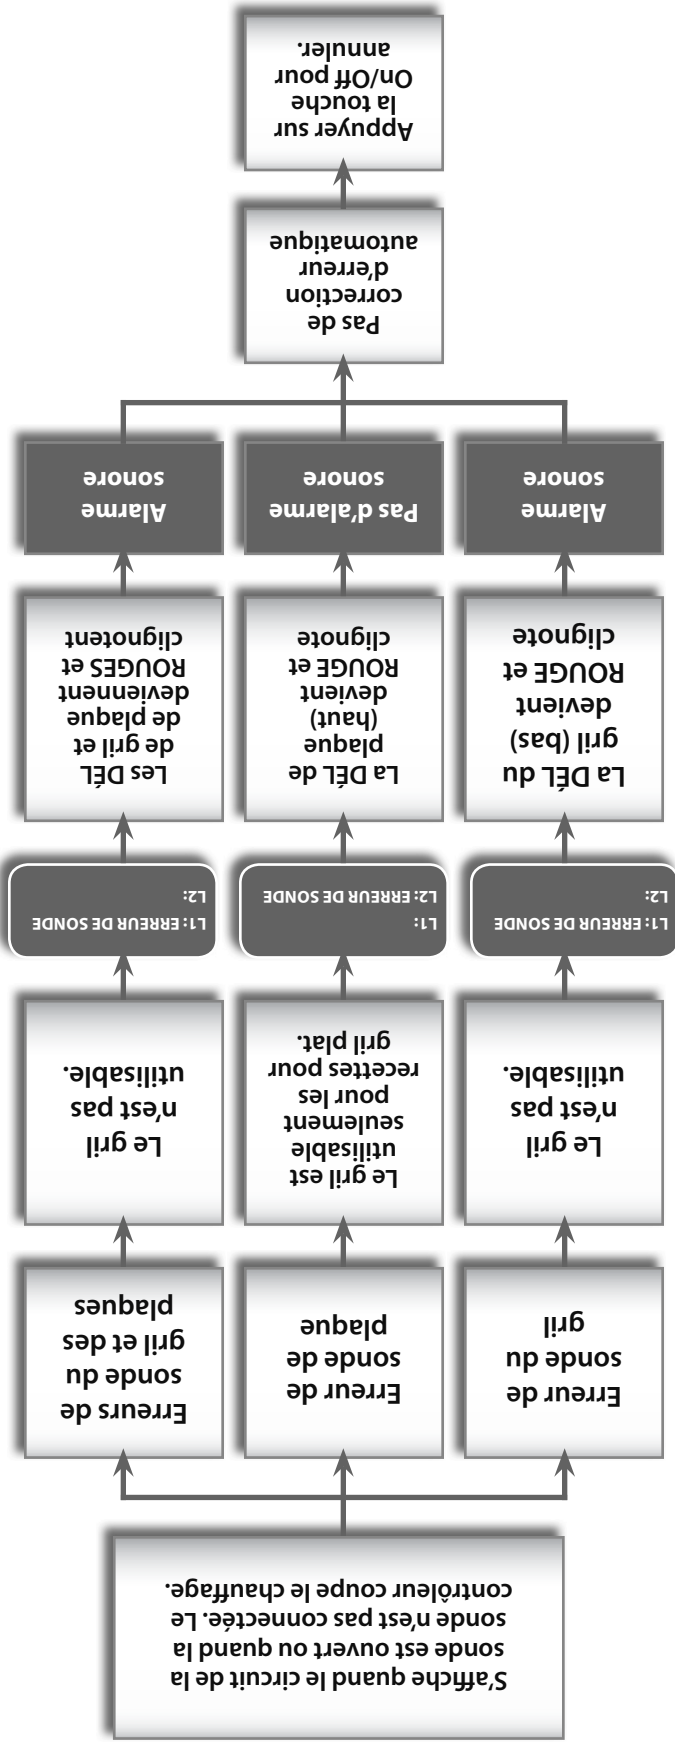 S'affiche quand le circuit de la
sonde est ouvert ou quand la
sonde n'est pas connectée. Le
contrôleur coupe le chauffage.
Erreur de
sonde du
gril
Erreur de
sonde de
plaque
Erreurs de
sonde du
gril et des
plaques
Le gril
n'est pas
utilisable.
Le gril est
utilisable
seulement
pour les
recettes pour
gril plat.
Le gril
n'est pas
utilisable.
L1: ERREUR DE SONDE
L2:
L1:
L2: ERREUR DE SONDE
L1: ERREUR DE SONDE
L2:
La DÉL du
gril (bas)
devient
ROUGE et
clignote
La DÉL de
plaque
(haut)
devient
ROUGE et
clignote
Les DÉL
de gril et
de plaque
deviennent
ROUGES et
clignotent
Alarme
sonore
Pas d'alarme
sonore
Alarme
sonore
Pas de
correction
d'erreur
automatique
Appuyer sur
la touche
On/Off pour
annuler.